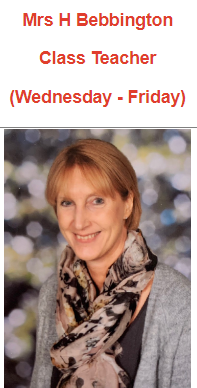 Mrs H Bebbington
Class Teacher
(Wednesday - Friday)